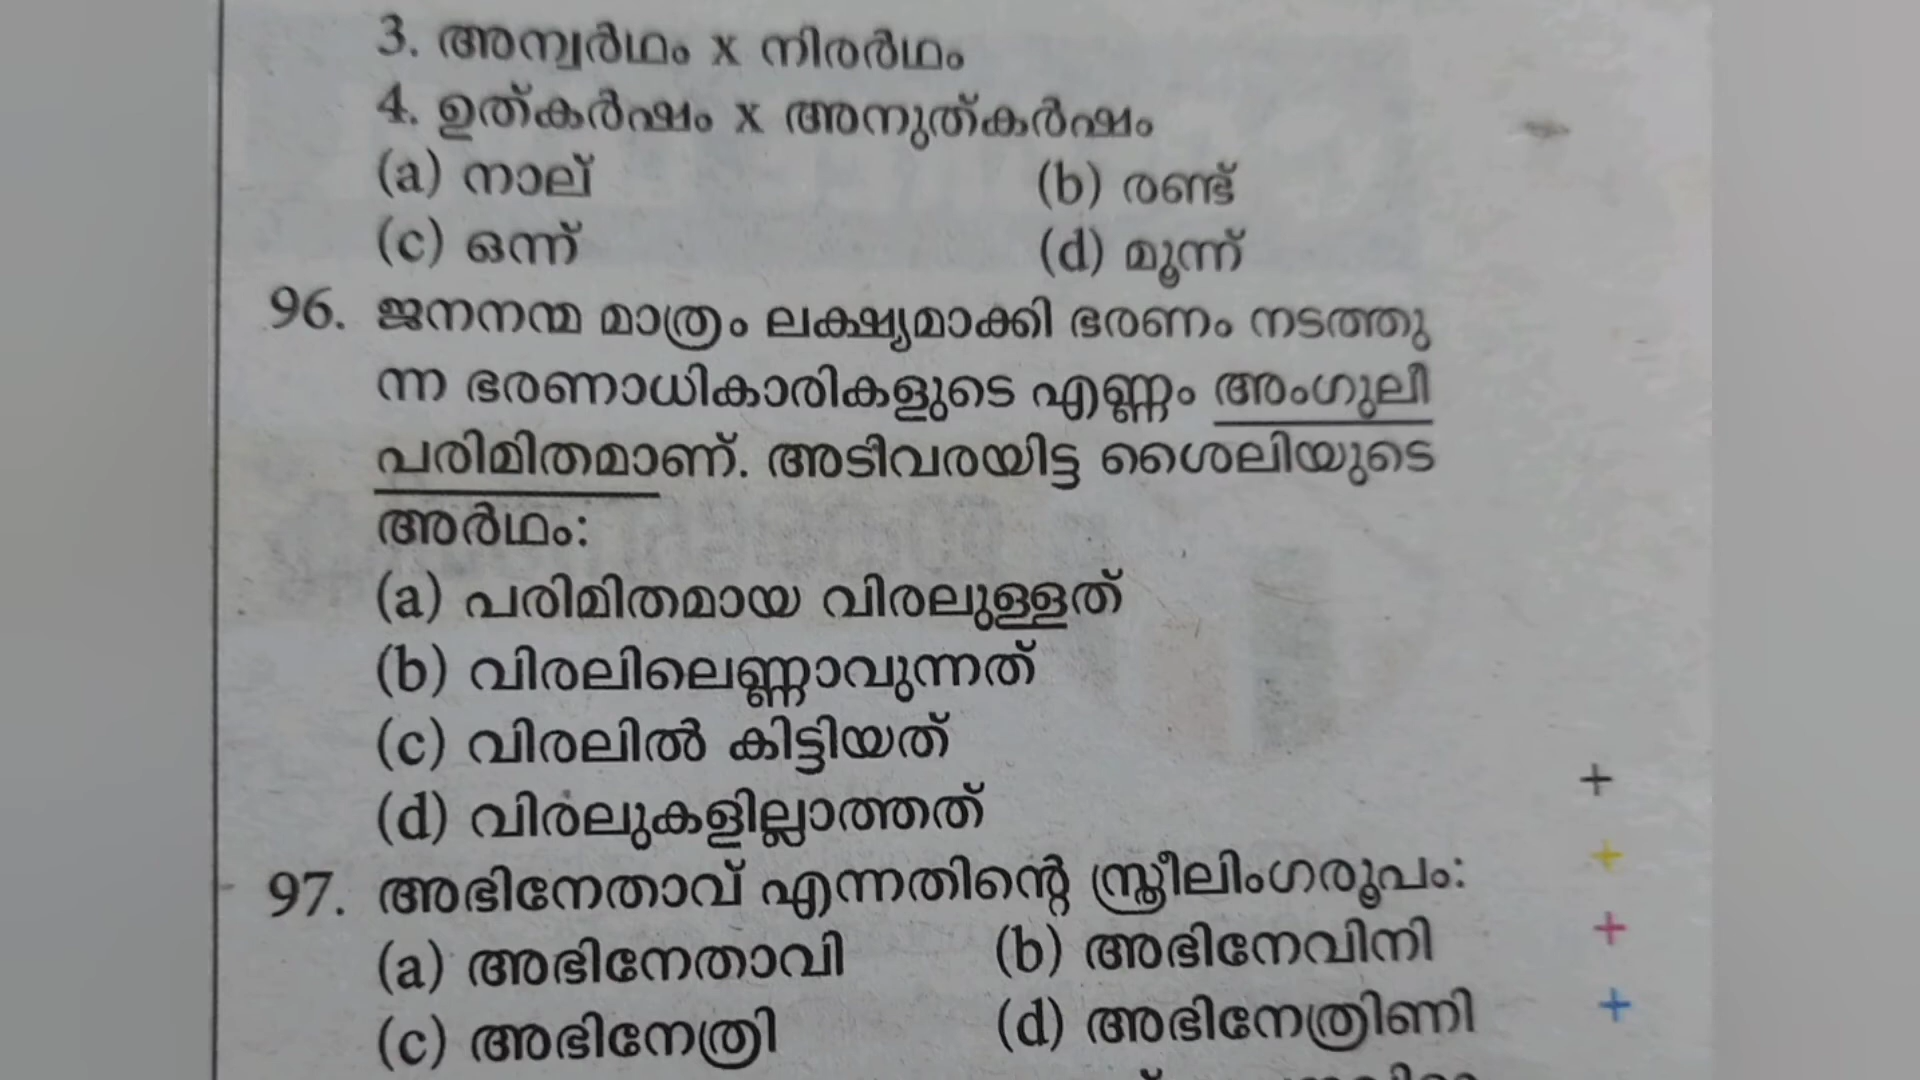 3. അന്വർഥം x നിരർഥം
4. ഉത്കർഷം x അനുത്കർഷം
(a) നാല് (b) രണ്ട്
(c) ഒന്ന് (d) മൂന്ന്
96. ജനനന്മ മാത്രം ലക്ഷ്യമാക്കി ഭരണം നടത്തു
ന്ന ഭരണാധികാരികളുടെ എണ്ണം അംഗുലീ
പരിമിതമാണ്. അടിവരയിട്ട ശൈലിയുടെ
അർഥം:
(a) പരിമിതമായ വിരലുള്ളത്
(b) വിരലിലെണ്ണാവുന്നത്
(c) വിരലിൽ കിട്ടിയത്
(d) വിരലുകളില്ലാത്തത്
97. അഭിനേതാവ് എന്നതിന്റെ സ്ത്രീലിംഗരൂപം:
(a) അഭിനേതാവി (b) അഭിനേവിനി
(c) അഭിനേത്രി (d) അഭിനേത്രിണി